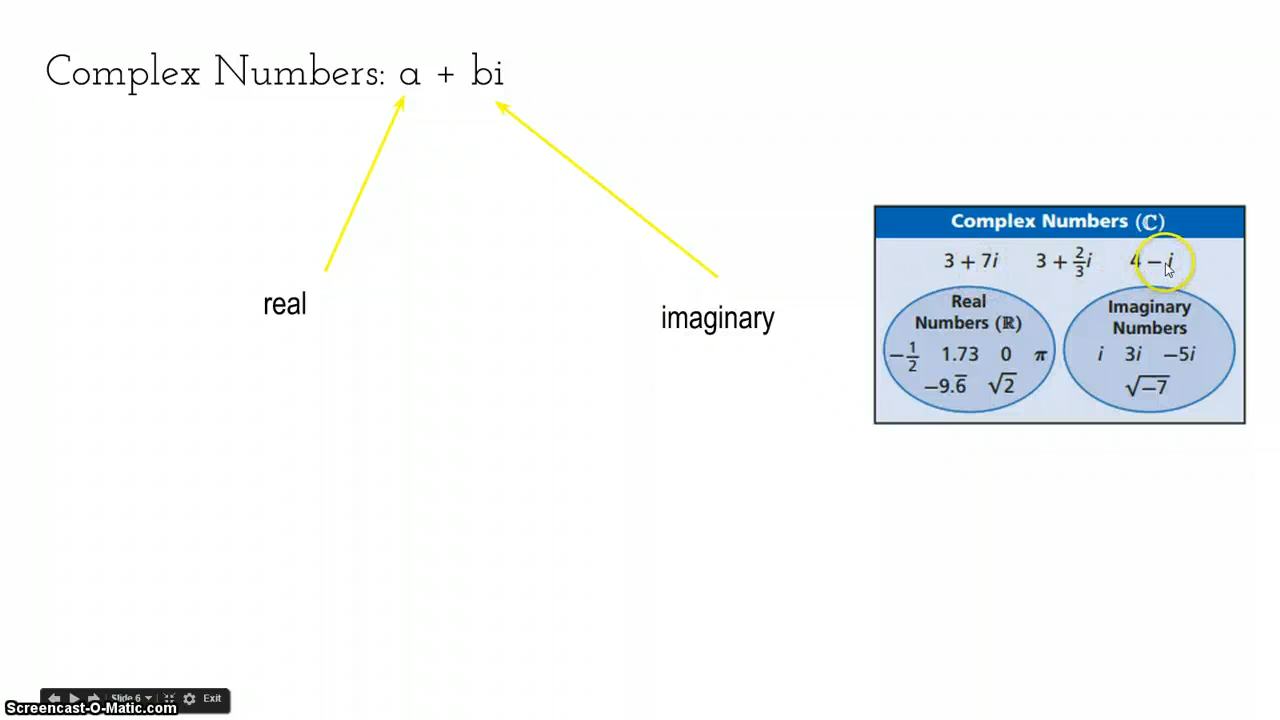 Complex Numbers: a + bi
real
imaginary
Complex Numbers (ℂ)
3 + 7i 3 + 2/3i 4 − i
Real
Numbers (ℝ)
−1/2 1.73 0 π
−9.6̅ √2
Imaginary
Numbers
i 3i −5i
√−7
Slide 6 Exit
Screencast-O-Matic.com